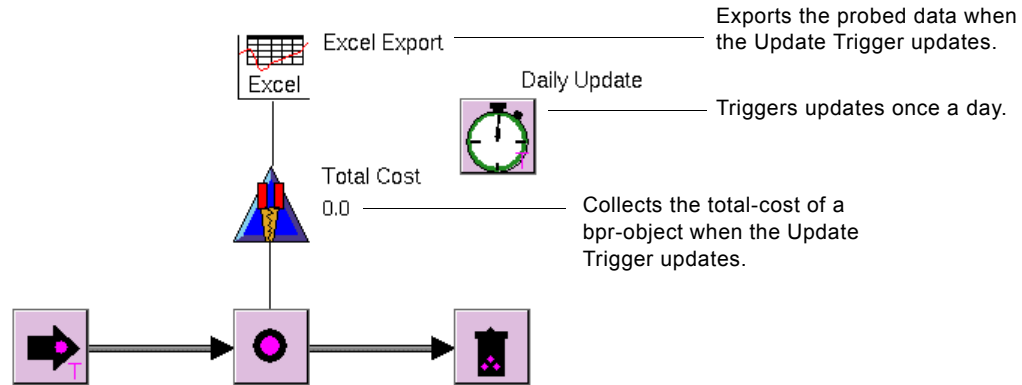 Exports the probed data when
the Update Trigger updates.
Excel Export
Excel
Daily Update
Triggers updates once a day.
T
Total Cost
0.0
Collects the total-cost of a
bpr-object when the Update
Trigger updates.
T